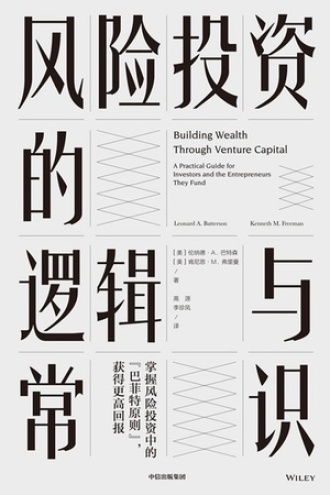 风险投资
的
逻辑与
常识
Building Wealth
Through Venture Capital
A Practical Guide for
Investors and the Entrepreneurs
They Fund
Leonard A. Batterson
Kenneth M. Freeman
[美] 伦纳德·A. 巴特森
[美] 肯尼思·M. 弗里曼
/
著
高源
李珍凤
/
译
掌握风险投资中的
“巴菲特原则”，
获得更高回报
中信出版集团
WILEY